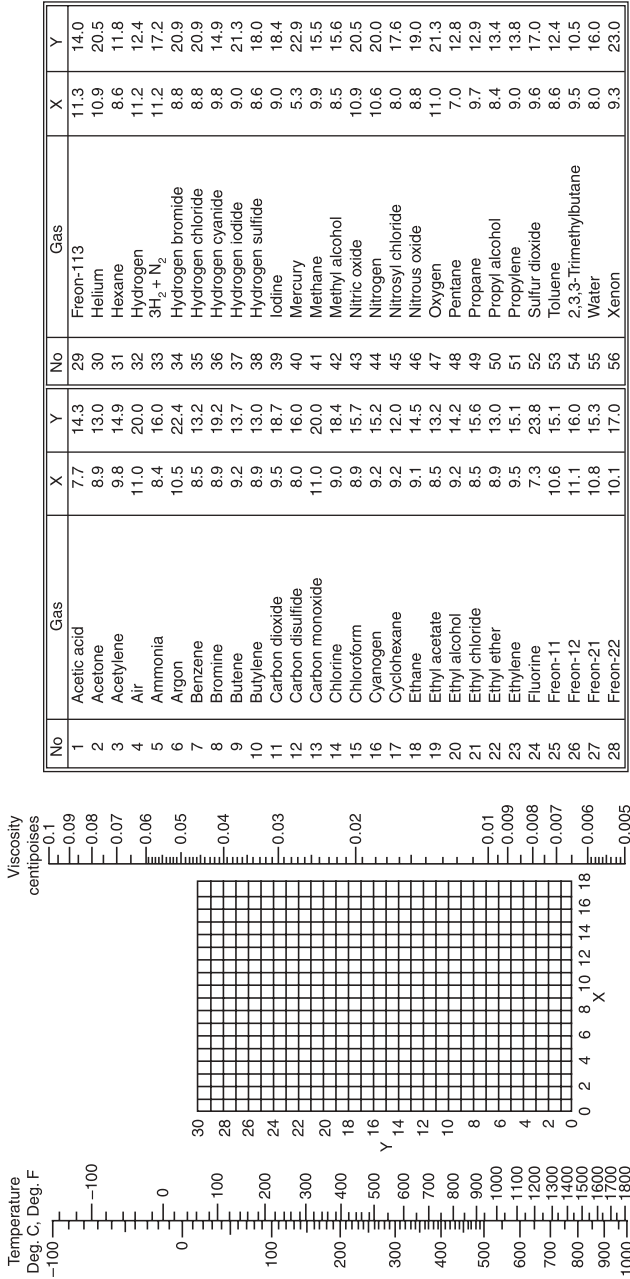 Temperature
Deg. C, Deg. F
-100
0
100
200
300
400
500
600
700
800
900
1000
-100
0
100
200
300
400
500
600
700
800
900
1000
1100
1200
1300
1400
1500
1600
1700
1800
Y
30
28
26
24
22
20
18
16
14
12
10
8
6
4
2
0
0 2 4 6 8 10 12 14 16 18
X
Viscosity
centipoises
0.1
0.09
0.08
0.07
0.06
0.05
0.04
0.03
0.02
0.01
0.009
0.008
0.007
0.006
0.005
No Gas X Y No Gas X Y
1 Acetic acid 7.7 14.3 29 Freon-113 11.3 14.0
2 Acetone 8.9 13.0 30 Helium 10.9 20.5
3 Acetylene 9.8 14.9 31 Hexane 8.6 11.8
4 Air 11.0 20.0 32 Hydrogen 11.2 12.4
5 Ammonia 8.4 16.0 33 3H₂ + N₂ 11.2 17.2
6 Argon 10.5 22.4 34 Hydrogen bromide 8.8 20.9
7 Benzene 8.5 13.2 35 Hydrogen chloride 8.8 20.9
8 Bromine 8.9 19.2 36 Hydrogen cyanide 9.8 14.9
9 Butene 9.2 13.7 37 Hydrogen iodide 9.0 21.3
10 Butylene 8.9 13.0 38 Hydrogen sulfide 8.6 18.0
11 Carbon dioxide 9.5 18.7 39 Iodine 9.0 18.4
12 Carbon disulfide 8.0 16.0 40 Mercury 5.3 22.9
13 Carbon monoxide 11.0 20.0 41 Methane 9.9 15.5
14 Chlorine 9.0 18.4 42 Methyl alcohol 8.5 15.6
15 Chloroform 8.9 15.7 43 Nitric oxide 10.9 20.5
16 Cyanogen 9.2 15.2 44 Nitrogen 10.6 20.0
17 Cyclohexane 9.2 12.0 45 Nitrosyl chloride 8.0 17.6
18 Ethane 9.1 14.5 46 Nitrous oxide 8.8 19.0
19 Ethyl acetate 8.5 13.2 47 Oxygen 11.0 21.3
20 Ethyl alcohol 9.2 14.2 48 Pentane 7.0 12.8
21 Ethyl chloride 8.5 15.6 49 Propane 9.7 12.9
22 Ethyl ether 8.9 13.0 50 Propyl alcohol 8.4 13.4
23 Ethylene 9.5 15.1 51 Propylene 9.0 13.8
24 Fluorine 7.3 23.8 52 Sulfur dioxide 9.6 17.0
25 Freon-11 10.6 15.1 53 Toluene 8.6 12.4
26 Freon-12 11.1 16.0 54 2,3,3-Trimethylbutane 9.5 10.5
27 Freon-21 10.8 15.3 55 Water 8.0 16.0
28 Freon-22 10.1 17.0 56 Xenon 9.3 23.0